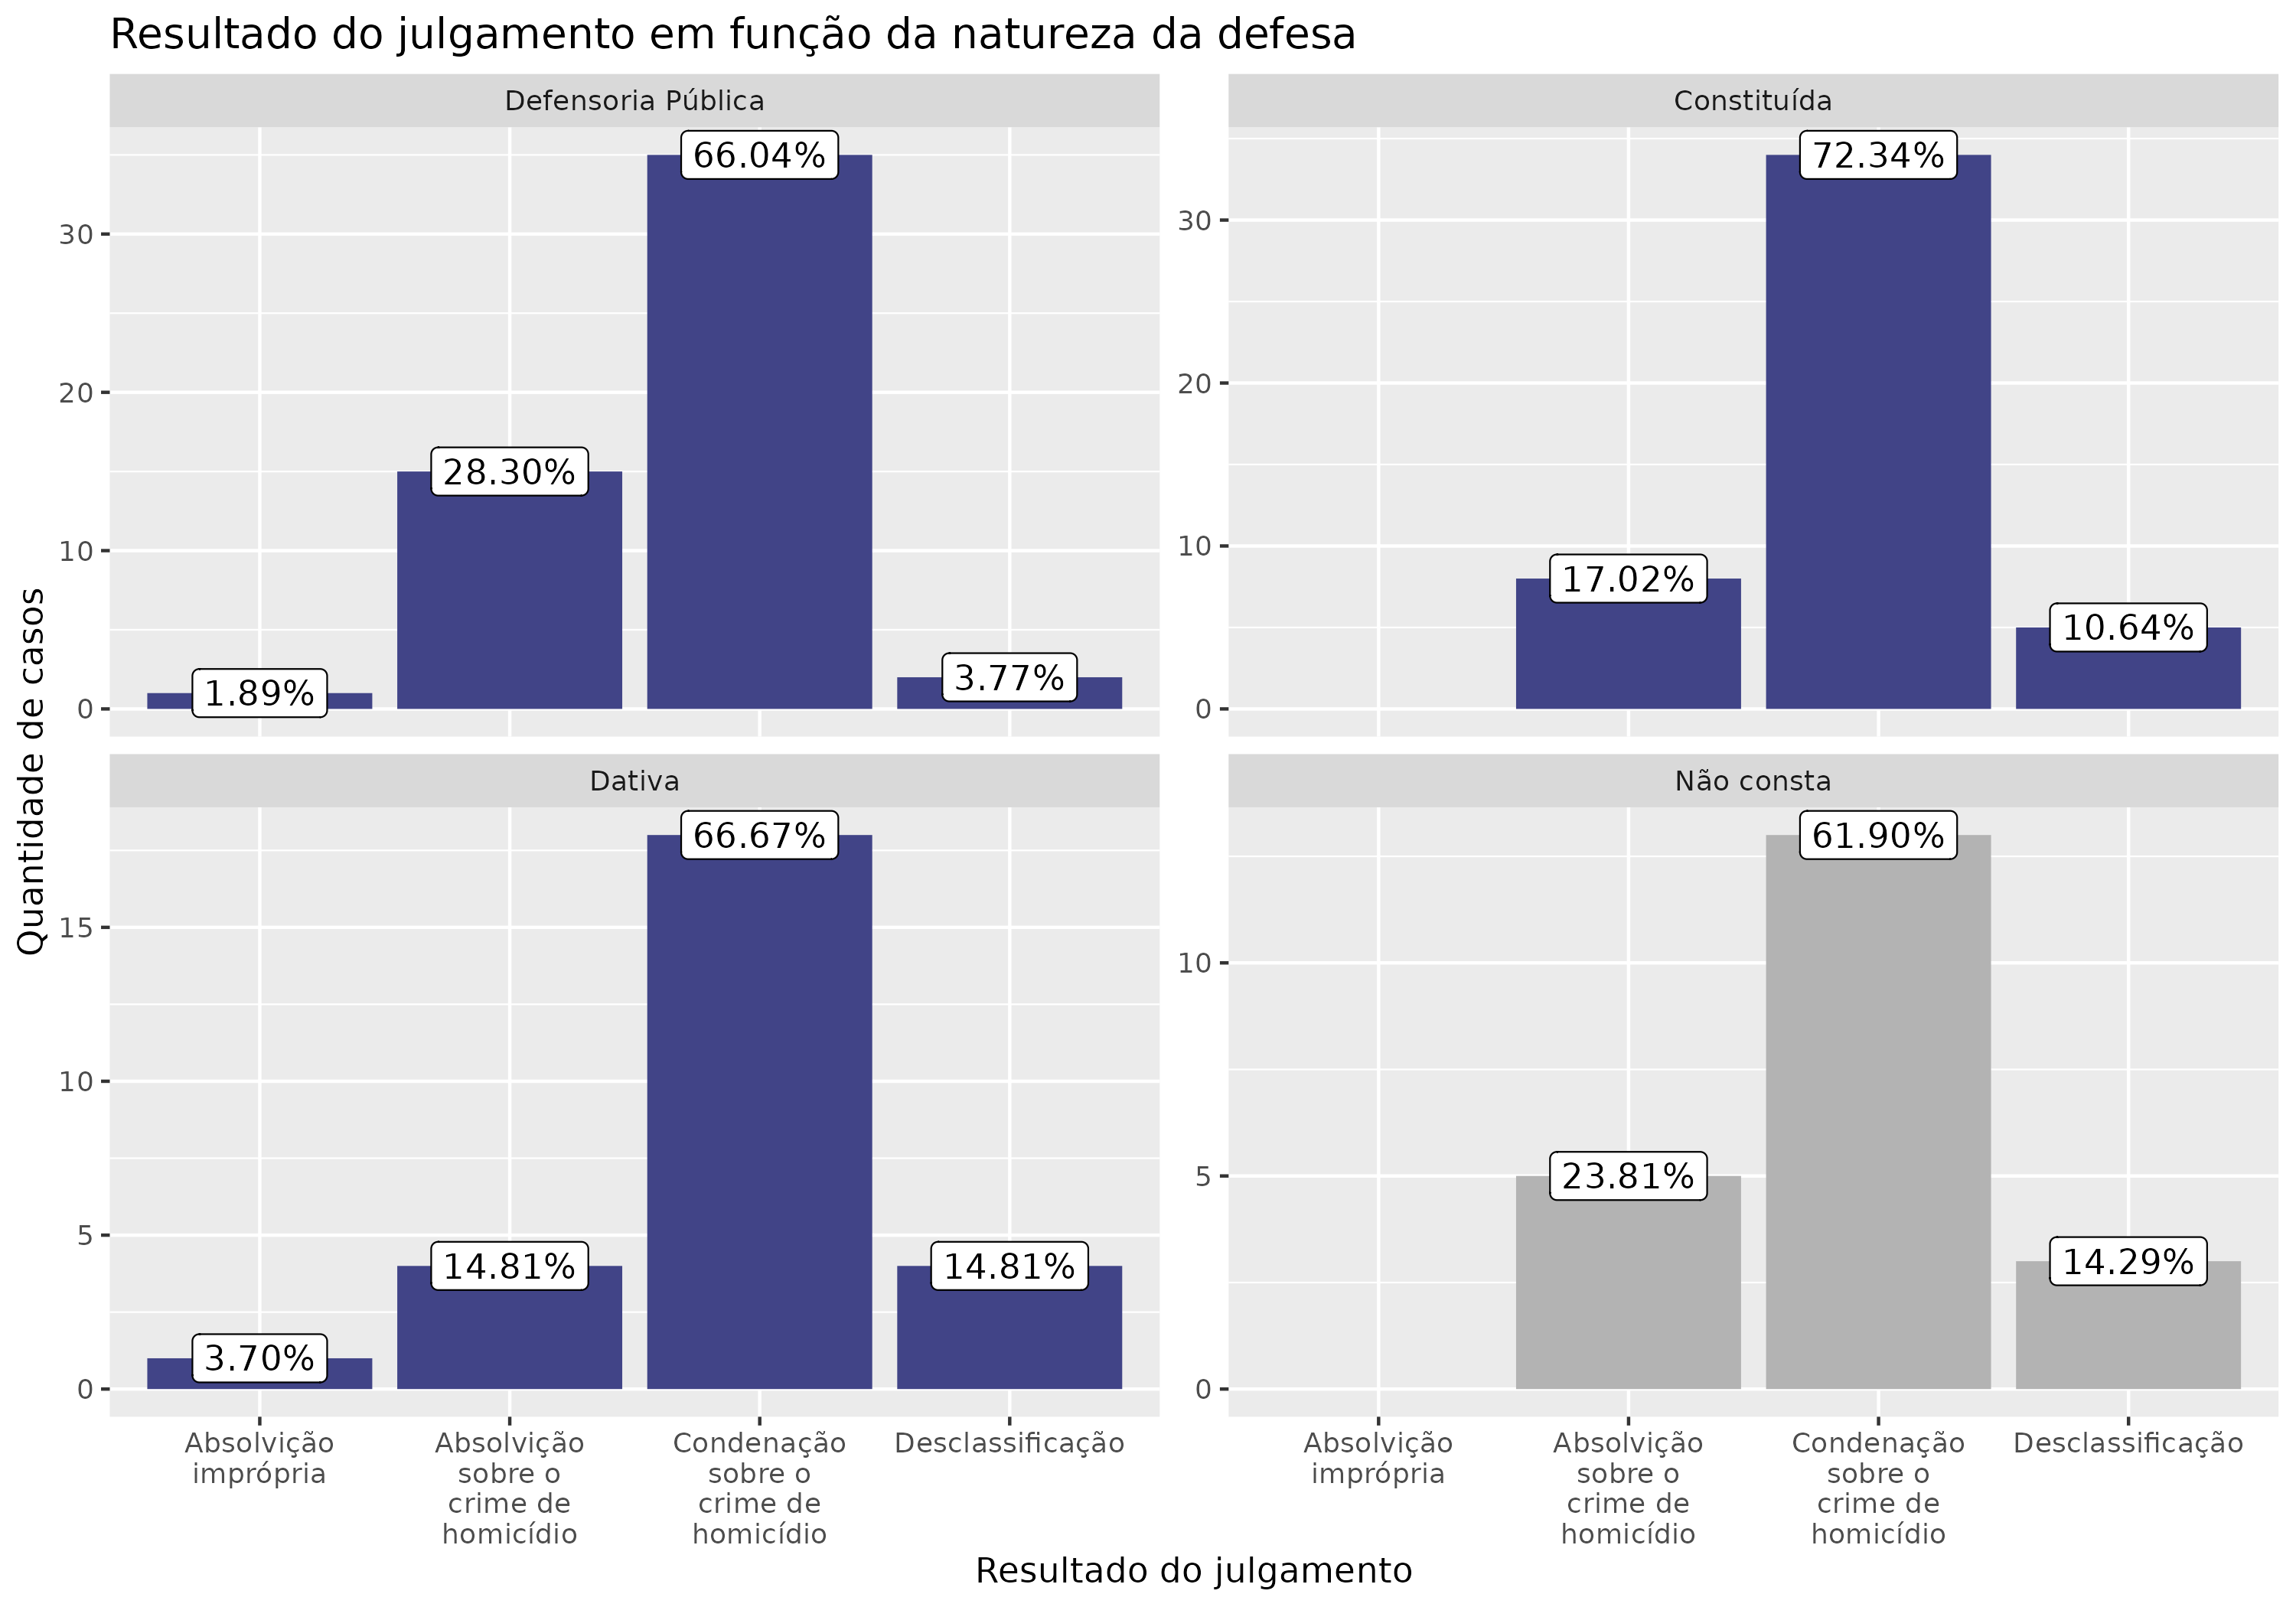 Resultado do julgamento em função da natureza da defesa
Defensoria Pública
Constituída
66.04%
72.34%
30
30
20
20
28.30%
10
10
17.02%
10.64%
1.89%
3.77%
0
0
Quantidade de casos
Dativa
Não consta
66.67%
61.90%
15
10
10
5
23.81%
5
14.81%
14.81%
14.29%
3.70%
0
0
Absolvição
imprópria
Absolvição
sobre o
crime de
homicídio
Condenação
sobre o
crime de
homicídio
Desclassificação
Absolvição
imprópria
Absolvição
sobre o
crime de
homicídio
Condenação
sobre o
crime de
homicídio
Desclassificação
Resultado do julgamento